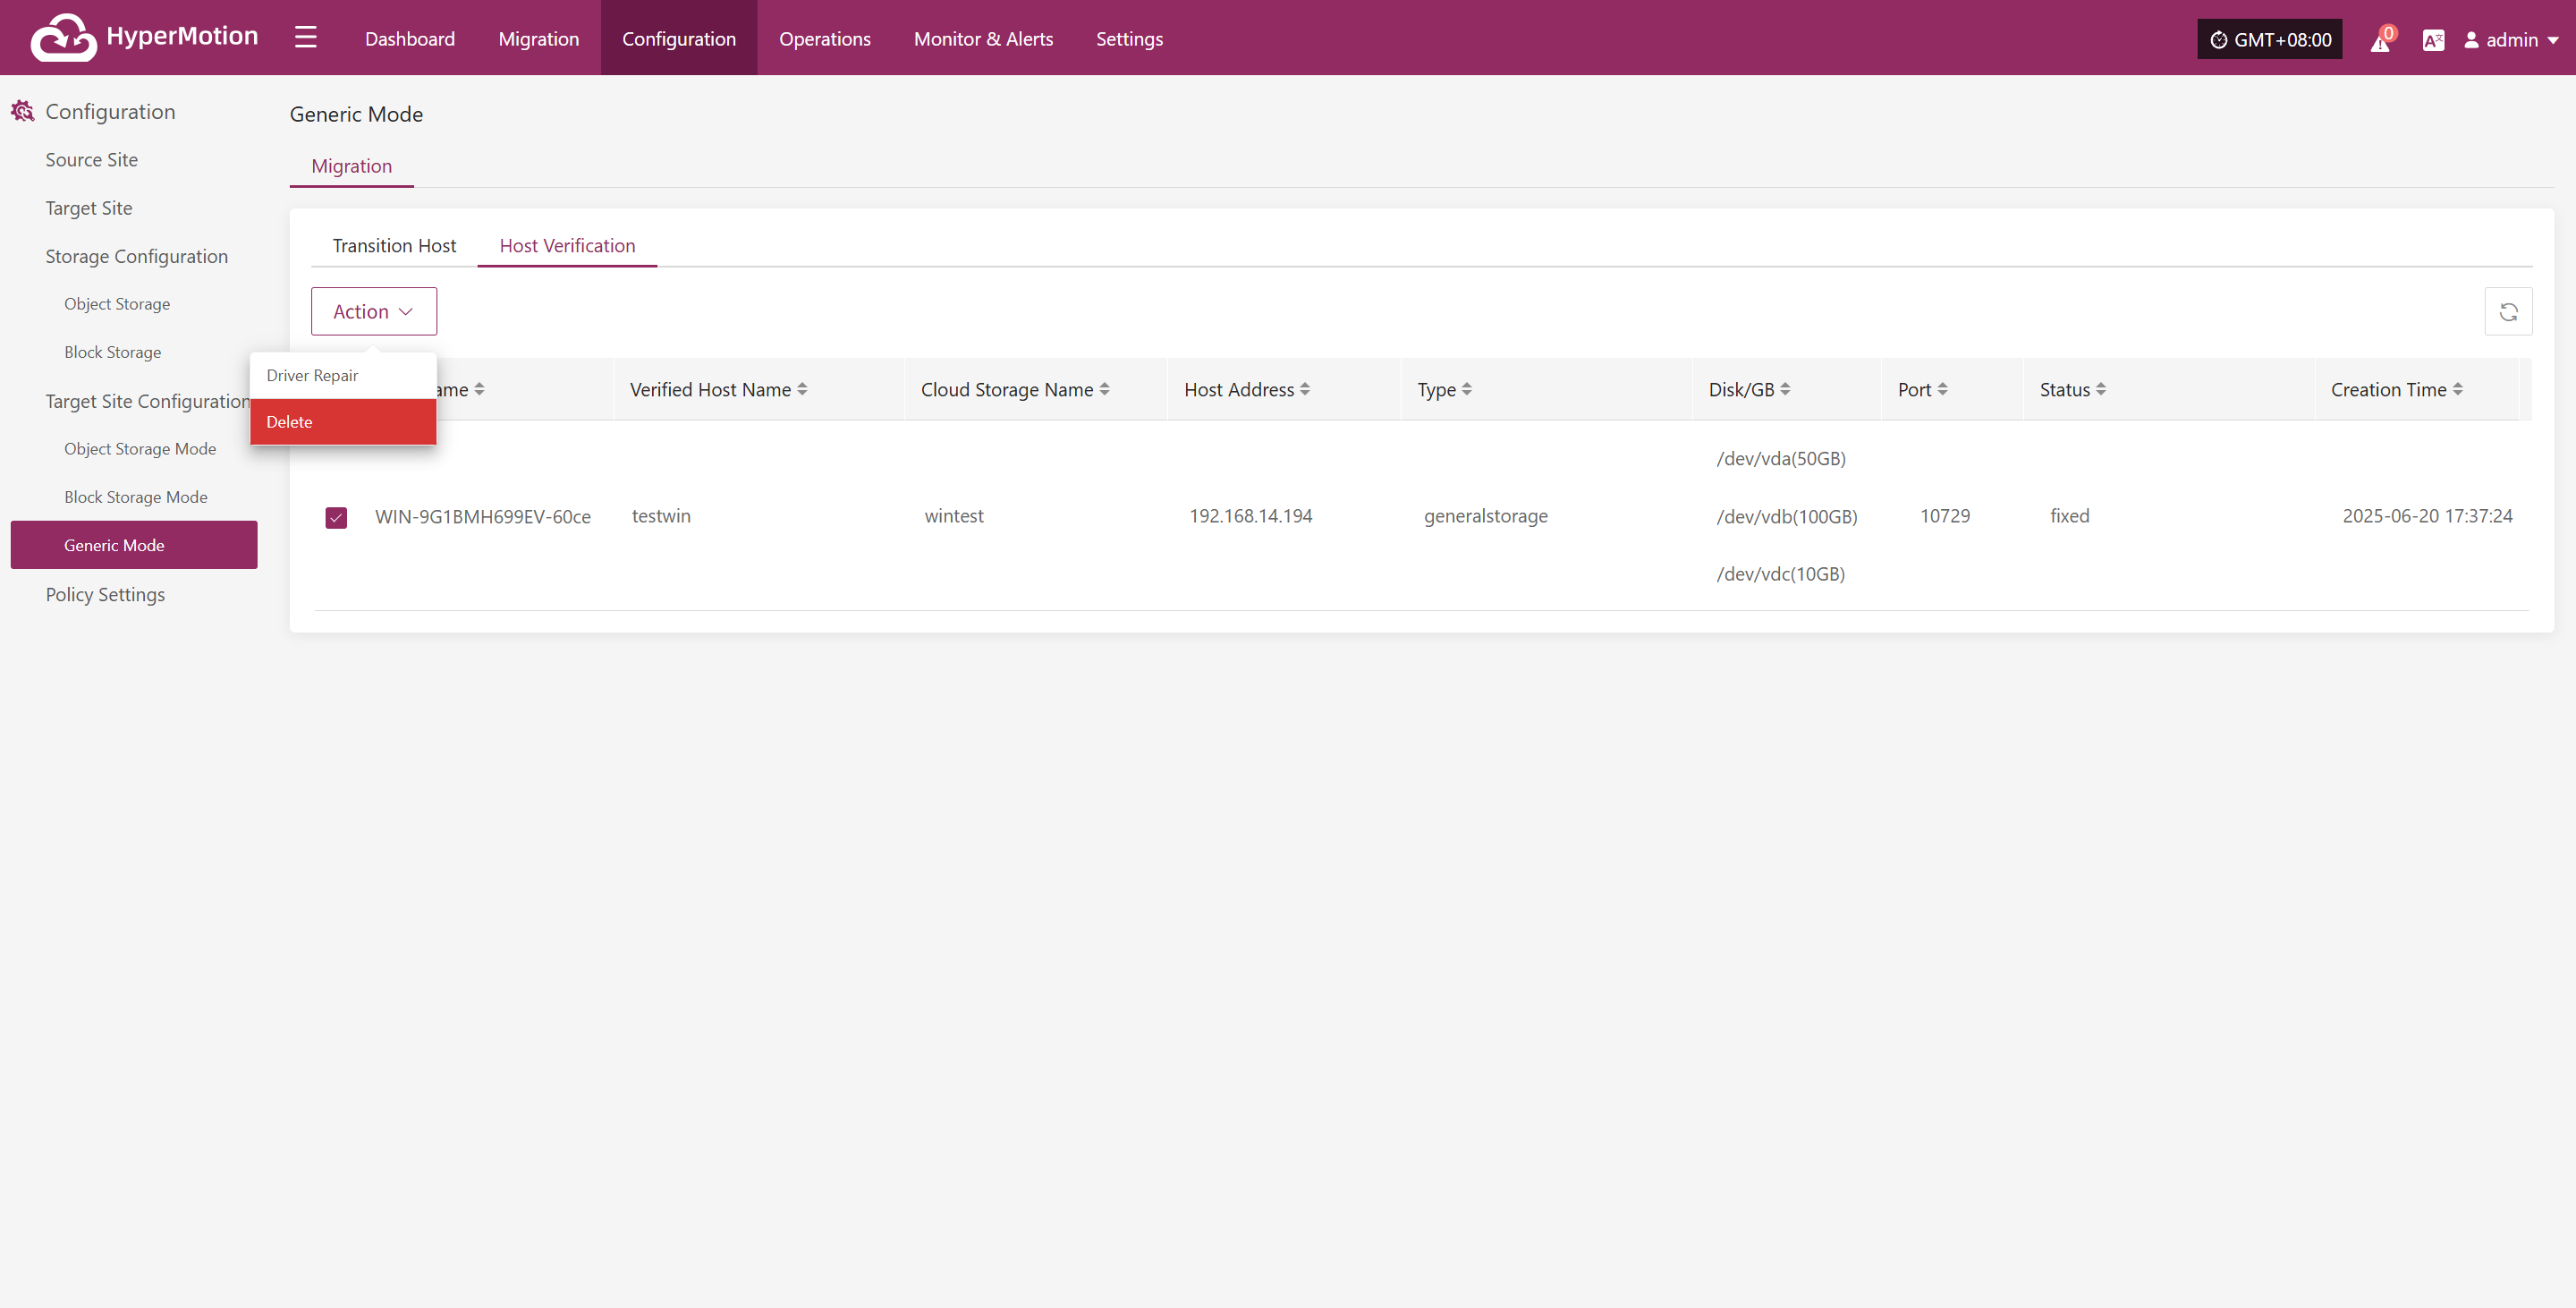 HyperMotion
Dashboard
Migration
Configuration
Operations
Monitor & Alerts
Settings
GMT+08:00
0
admin
Configuration
Source Site
Target Site
Storage Configuration
Object Storage
Block Storage
Target Site Configuration
Object Storage Mode
Block Storage Mode
Generic Mode
Policy Settings
Generic Mode
Migration
Transition Host
Host Verification
Action
Driver Repair
Delete
Verified Host Name
Cloud Storage Name
Host Address
Type
Disk/GB
Port
Status
Creation Time
WIN-9G1BMH699EV-60ce
testwin
wintest
192.168.14.194
generalstorage
/dev/vda(50GB)
/dev/vdb(100GB)
/dev/vdc(10GB)
10729
fixed
2025-06-20 17:37:24